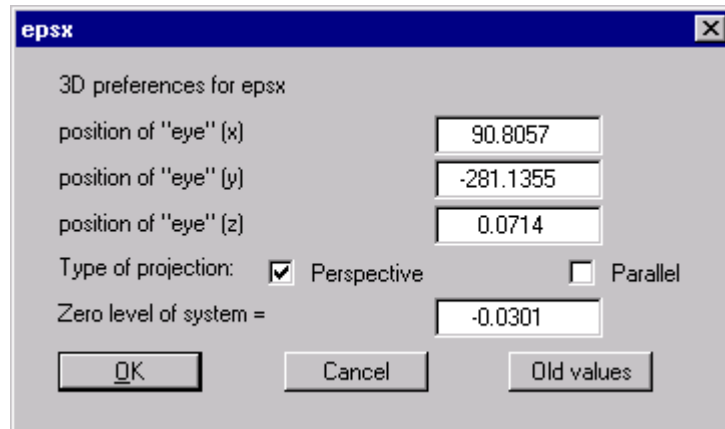 epsx
3D preferences for epsx
position of "eye" (x) 90.8057
position of "eye" (y) -281.1355
position of "eye" (z) 0.0714
Type of projection: Perspective Parallel
Zero level of system = -0.0301
OK Cancel Old values